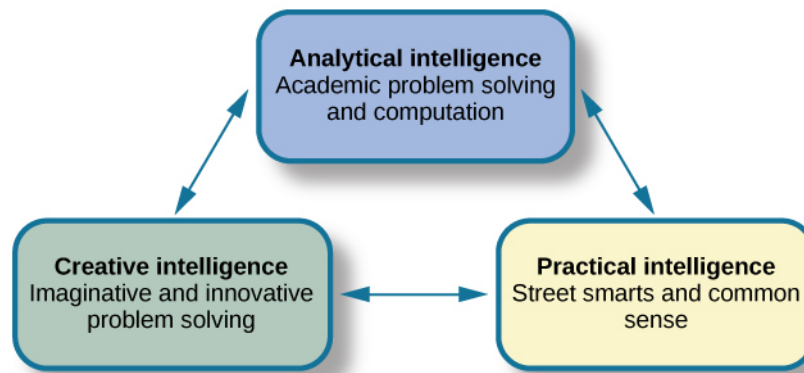 Analytical intelligence
Academic problem solving
and computation
Creative intelligence
Imaginative and innovative
problem solving
Practical intelligence
Street smarts and common
sense